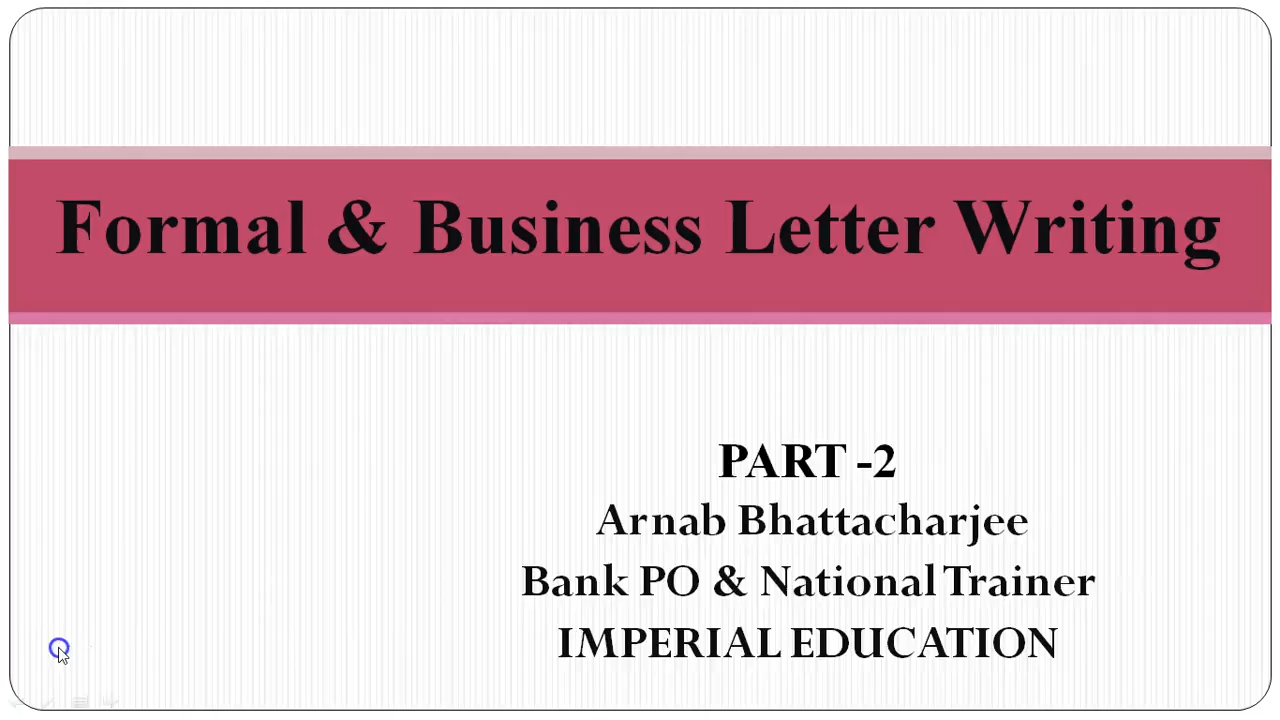 Formal & Business Letter Writing
PART -2
Arnab Bhattacharjee
Bank PO & National Trainer
IMPERIAL EDUCATION